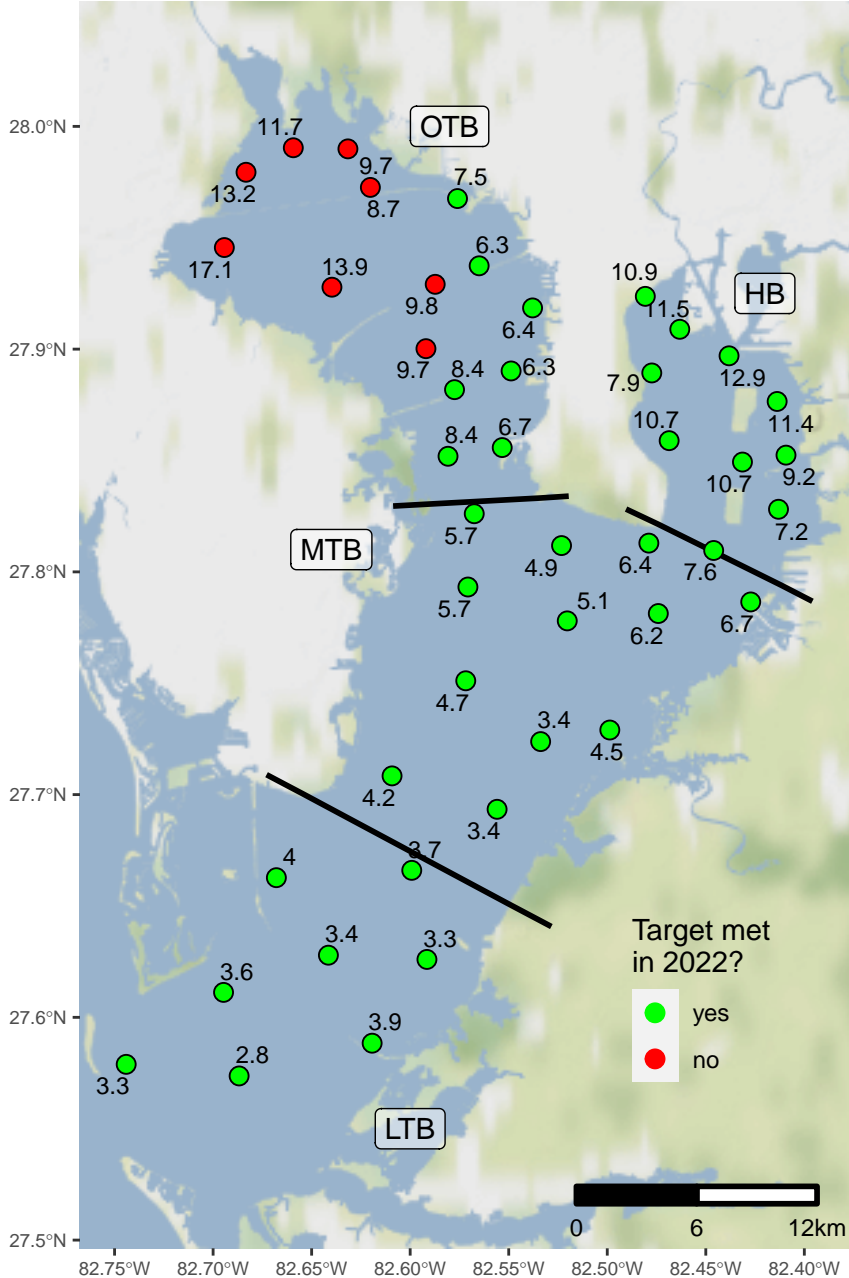 28.0°N
27.9°N
27.8°N
27.7°N
27.6°N
27.5°N
OTB
11.7
9.7
13.2
8.7
7.5
17.1
13.9
9.8
6.3
6.4
9.7
8.4
6.3
8.4
6.7
HB
10.9
11.5
7.9
12.9
11.4
10.7
10.7
9.2
7.2
7.6
MTB
5.7
4.9
6.4
5.7
5.1
6.2
6.7
4.7
3.4
4.5
4.2
3.4
4
3.7
3.4
3.3
3.6
3.9
3.3
2.8
LTB
Target met
in 2022?
yes
no
0 6 12km
82.75°W 82.70°W 82.65°W 82.60°W 82.55°W 82.50°W 82.45°W 82.40°W